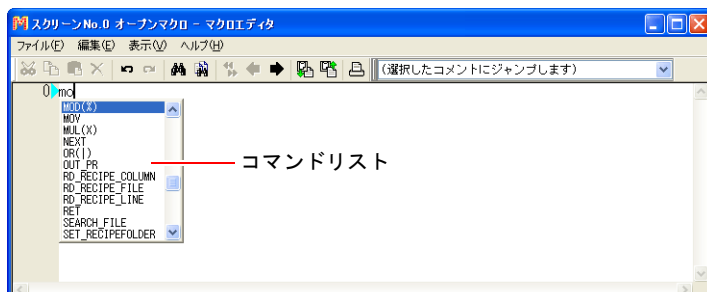 スクリーンNo.0 オープンマクロ - マクロエディタ
ファイル(F) 編集(E) 表示(V) ヘルプ(H)
(選択したコメントにジャンプします)
0 mo
MOD(%)
MOV
MUL(X)
NEXT
OR(|)
OUT_PR
RD_RECIPE_COLUMN
RD_RECIPE_FILE
RD_RECIPE_LINE
RET
SEARCH_FILE
SET_RECIPEFOLDER
コマンドリスト